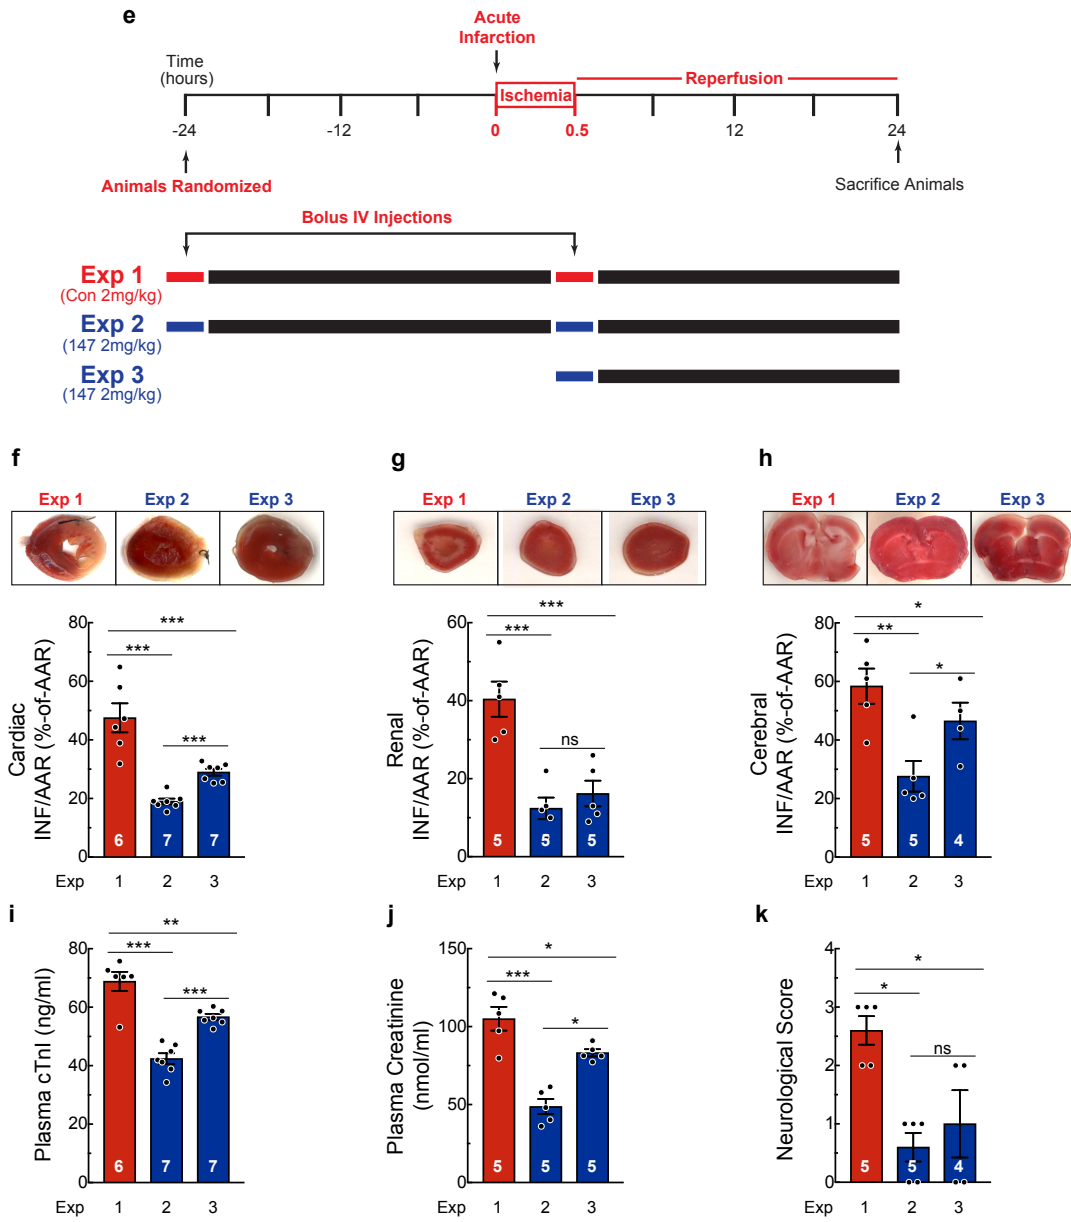 e
Acute
Infarction
Time
(hours)
Reperfusion
Ischemia
-24
-12
0
0.5
12
24
Animals Randomized
Sacrifice Animals
Bolus IV Injections
Exp 1
(Con 2mg/kg)
Exp 2
(147 2mg/kg)
Exp 3
(147 2mg/kg)
f
Exp 1 Exp 2 Exp 3
Cardiac
INF/AAR (%-of-AAR)
80
60
40
20
0
***
***
***
6 7 7
Exp 1 2 3
g
Exp 1 Exp 2 Exp 3
Renal
INF/AAR (%-of-AAR)
60
40
20
0
***
***
ns
5 5 5
Exp 1 2 3
h
Exp 1 Exp 2 Exp 3
Cerebral
INF/AAR (%-of-AAR)
80
60
40
20
0
*
**
*
5 5 4
Exp 1 2 3
i
Plasma cTnI (ng/ml)
80
60
40
20
0
**
***
***
6 7 7
Exp 1 2 3
j
Plasma Creatinine
(nmol/ml)
150
100
50
0
*
***
*
5 5 5
Exp 1 2 3
k
Neurological Score
4
3
2
1
0
*
*
ns
5 5 4
Exp 1 2 3